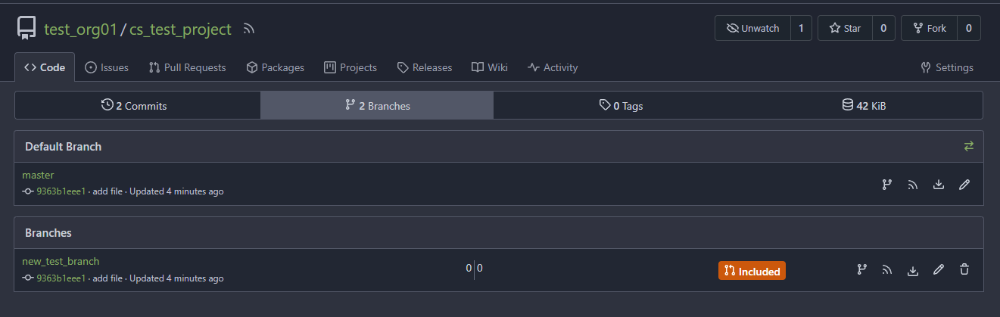 test_org01 / cs_test_project
Unwatch 1
Star 0
Fork 0
Code
Issues
Pull Requests
Packages
Projects
Releases
Wiki
Activity
Settings
2 Commits
2 Branches
0 Tags
42 KiB
Default Branch
master
9363b1eee1 · add file · Updated 4 minutes ago
Branches
new_test_branch
9363b1eee1 · add file · Updated 4 minutes ago
0 0
Included